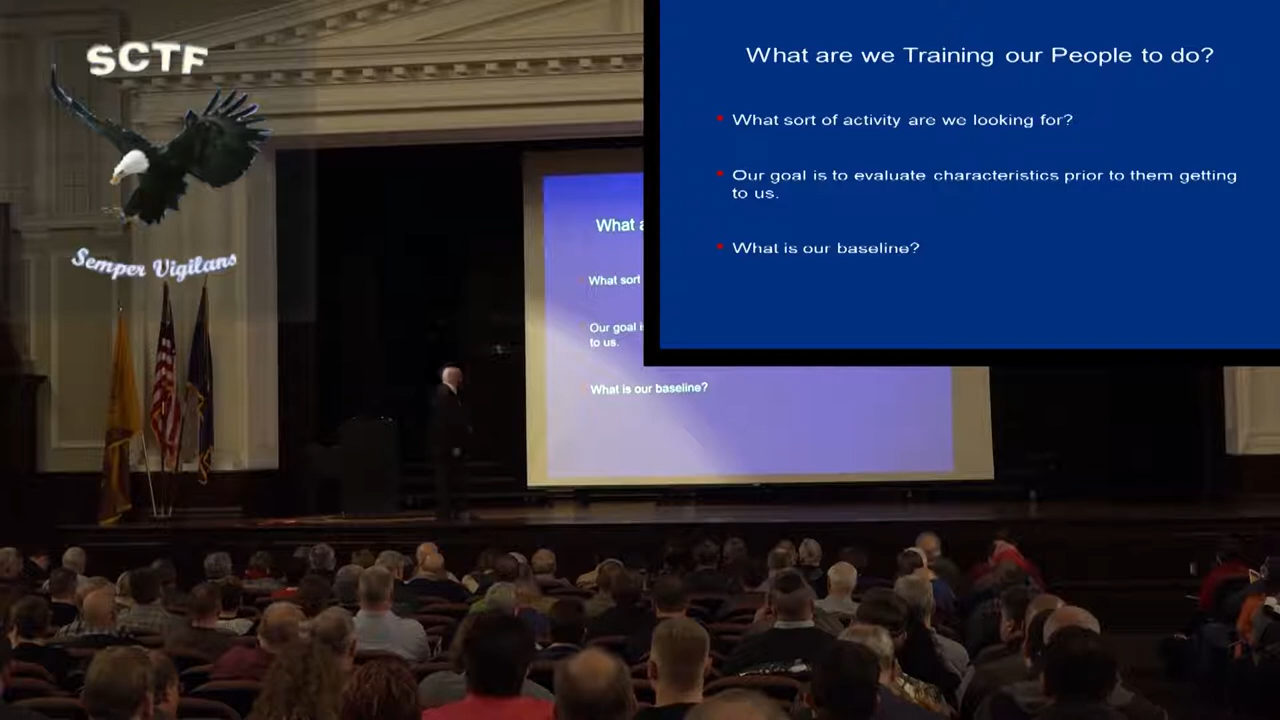 SCTF
Semper Vigilans
What are we Training our People to do?
What sort of activity are we looking for?
Our goal is to evaluate characteristics prior to them getting
to us.
What is our baseline?
What a
What sort
Our goal i
to us.
What is our baseline?